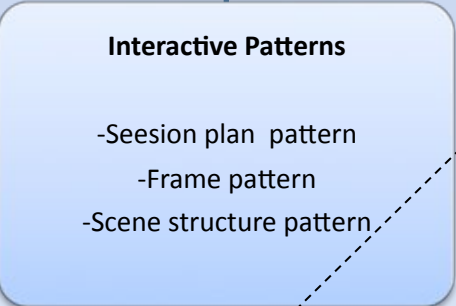 Interactive Patterns
-Seesion plan pattern
-Frame pattern
-Scene structure pattern